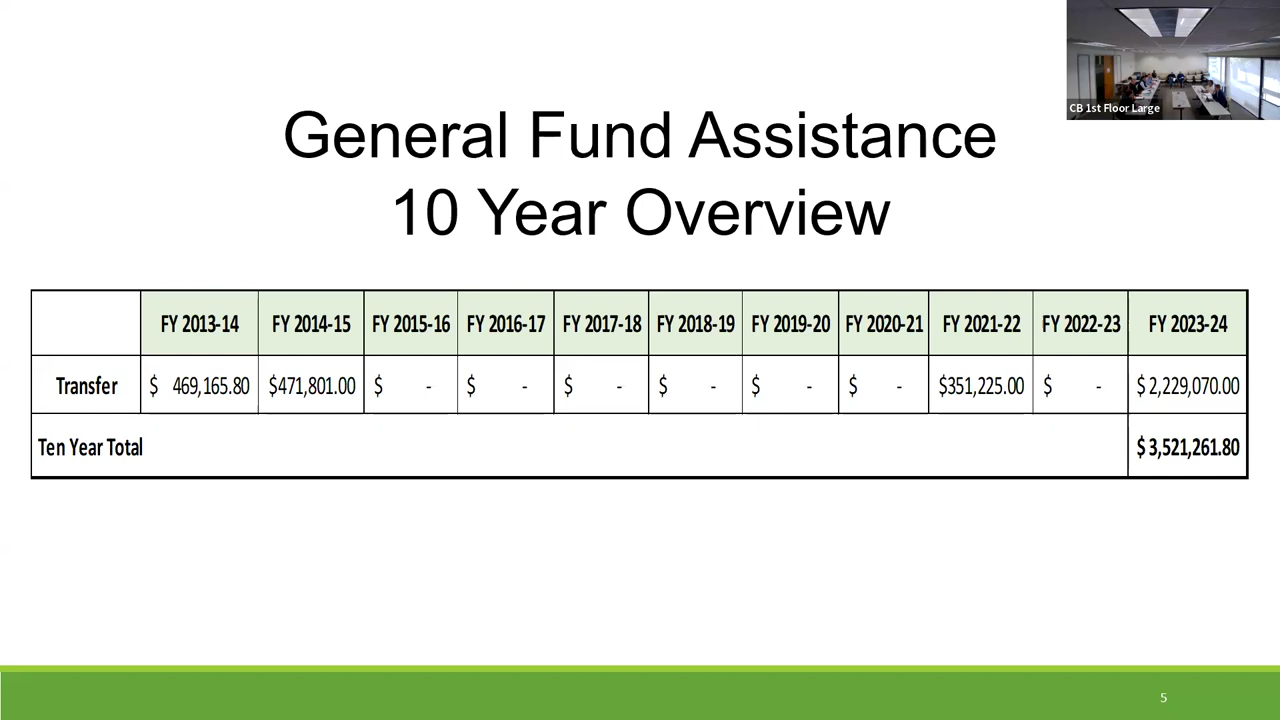 CB 1st Floor Large
General Fund Assistance
10 Year Overview
FY 2013-14 FY 2014-15 FY 2015-16 FY 2016-17 FY 2017-18 FY 2018-19 FY 2019-20 FY 2020-21 FY 2021-22 FY 2022-23 FY 2023-24
Transfer $ 469,165.80 $471,801.00 $ - $ - $ - $ - $ - $ - $351,225.00 $ - $ 2,229,070.00
Ten Year Total $ 3,521,261.80
5